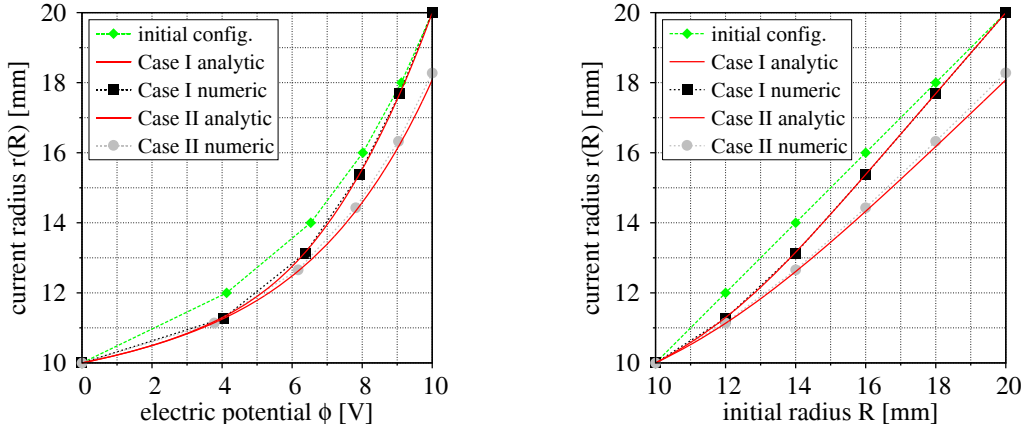 20
18
16
14
12
10
current radius r(R) [mm]
initial config.
Case I analytic
Case I numeric
Case II analytic
Case II numeric
0 2 4 6 8 10
electric potential ϕ [V]
20
18
16
14
12
10
current radius r(R) [mm]
initial config.
Case I analytic
Case I numeric
Case II analytic
Case II numeric
10 12 14 16 18 20
initial radius R [mm]